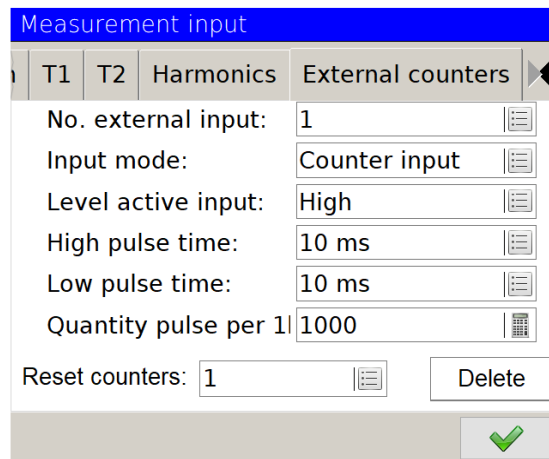 Measurement input
T1 T2 Harmonics External counters
No. external input: 1
Input mode: Counter input
Level active input: High
High pulse time: 10 ms
Low pulse time: 10 ms
Quantity pulse per 1 1000
Reset counters: 1 Delete